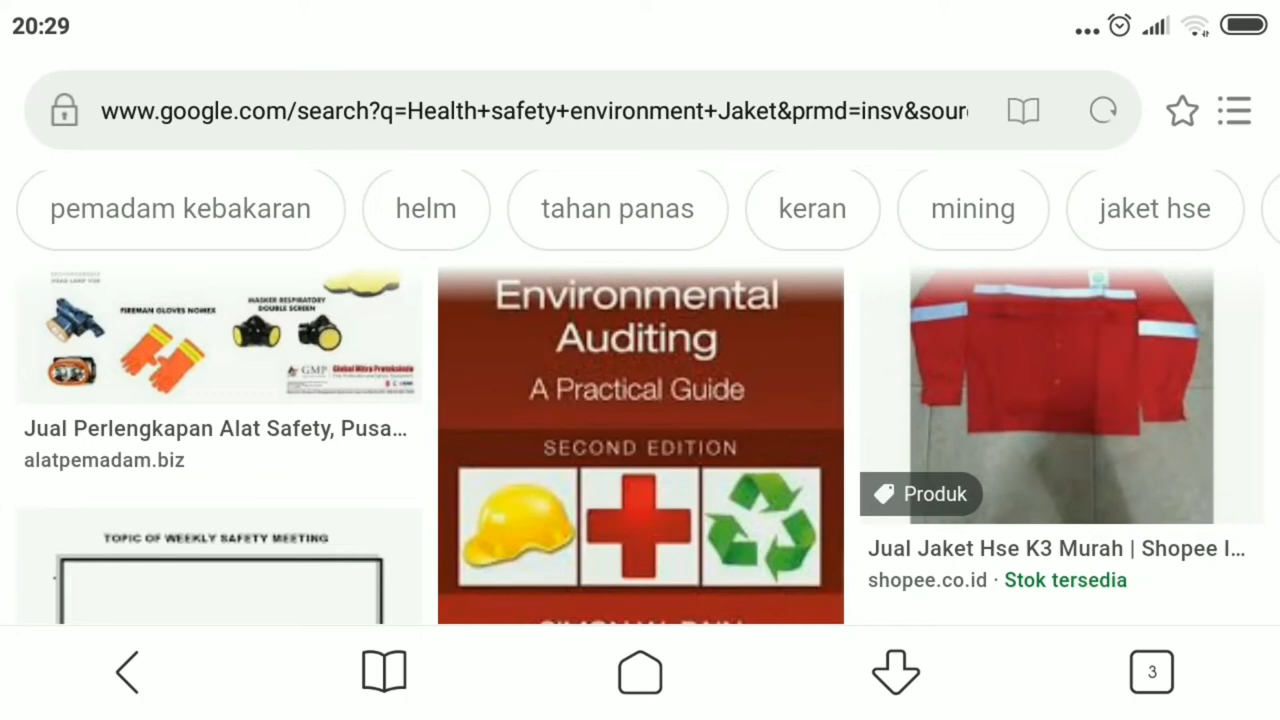 20:29
www.google.com/search?q=Health+safety+environment+Jaket&prmd=insv&sour
pemadam kebakaran
helm
tahan panas
keran
mining
jaket hse
FIREMAN GLOVES NOMEX
MASKER RESPIRATORY
DOUBLE SCREEN
GMP
Global Mitra Proteksindo
Jual Perlengkapan Alat Safety, Pusa...
alatpemadam.biz
TOPIC OF WEEKLY SAFETY MEETING
Environmental
Auditing
A Practical Guide
SECOND EDITION
Produk
Jual Jaket Hse K3 Murah | Shopee I...
shopee.co.id · Stok tersedia
3